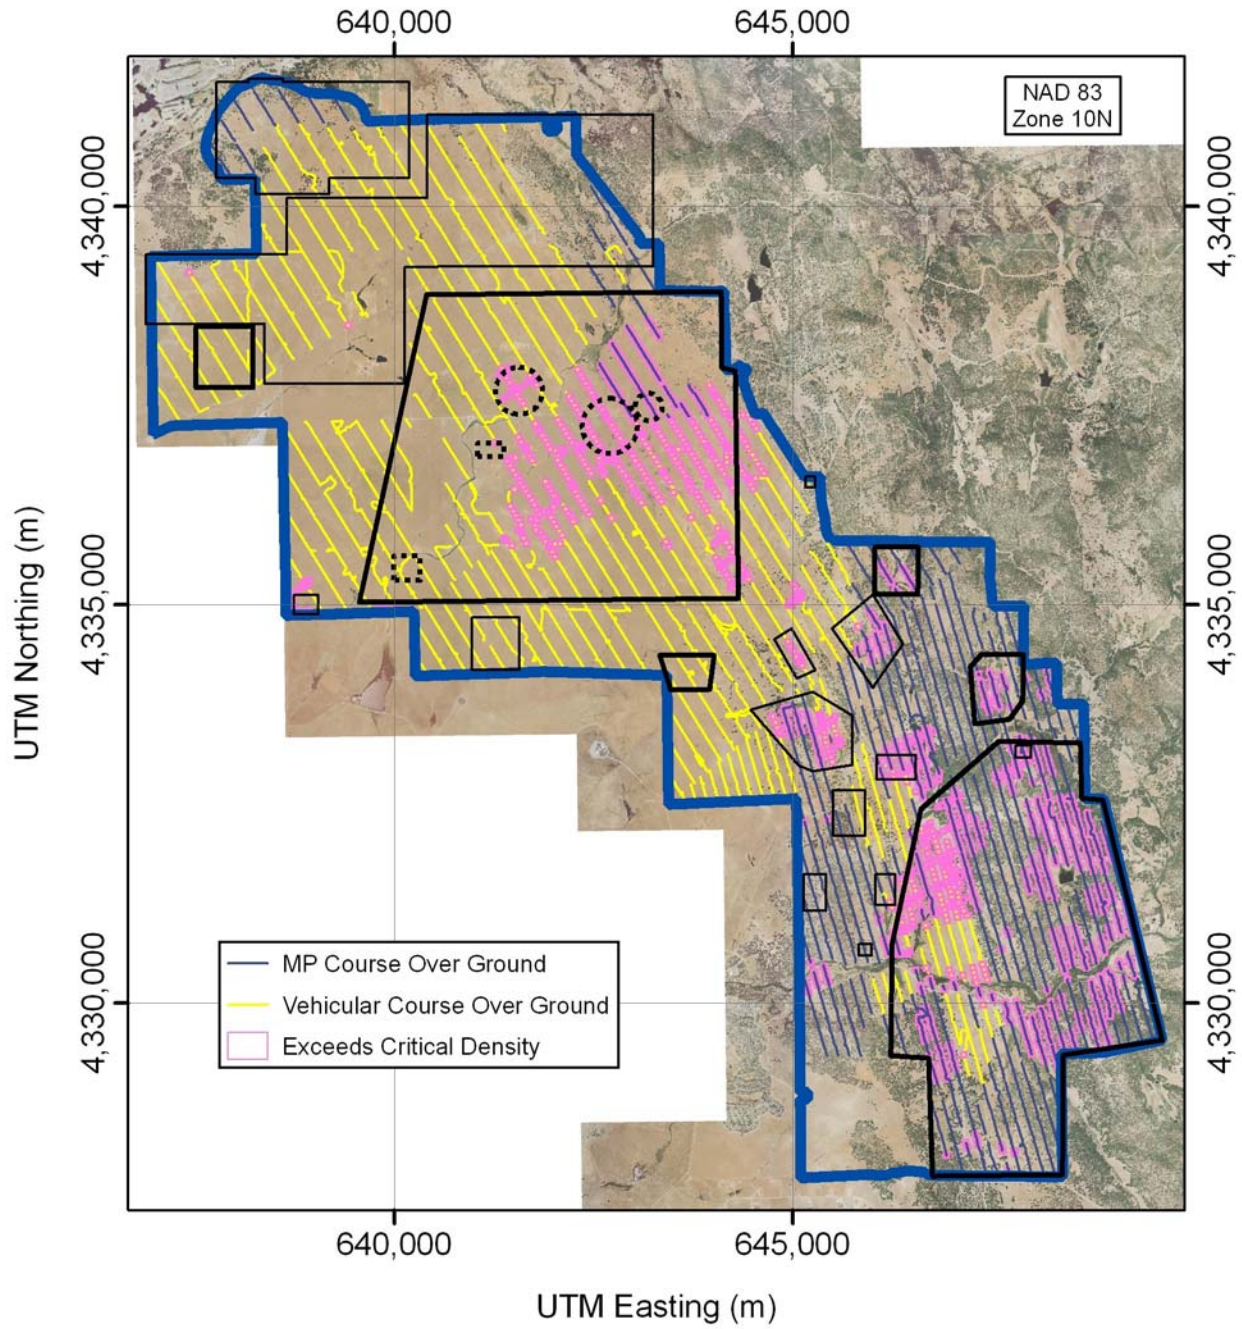 640,000
645,000
NAD 83
Zone 10N
4,340,000
4,340,000
4,335,000
4,335,000
UTM Northing (m)
MP Course Over Ground
Vehicular Course Over Ground
Exceeds Critical Density
4,330,000
4,330,000
640,000
645,000
UTM Easting (m)